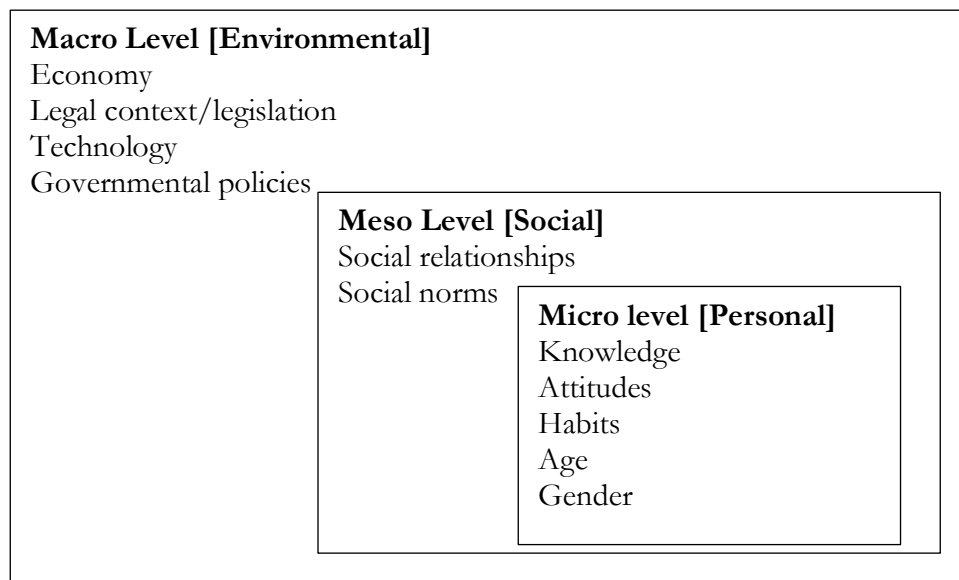 Macro Level [Environmental]
Economy
Legal context/legislation
Technology
Governmental policies
Meso Level [Social]
Social relationships
Social norms
Micro level [Personal]
Knowledge
Attitudes
Habits
Age
Gender